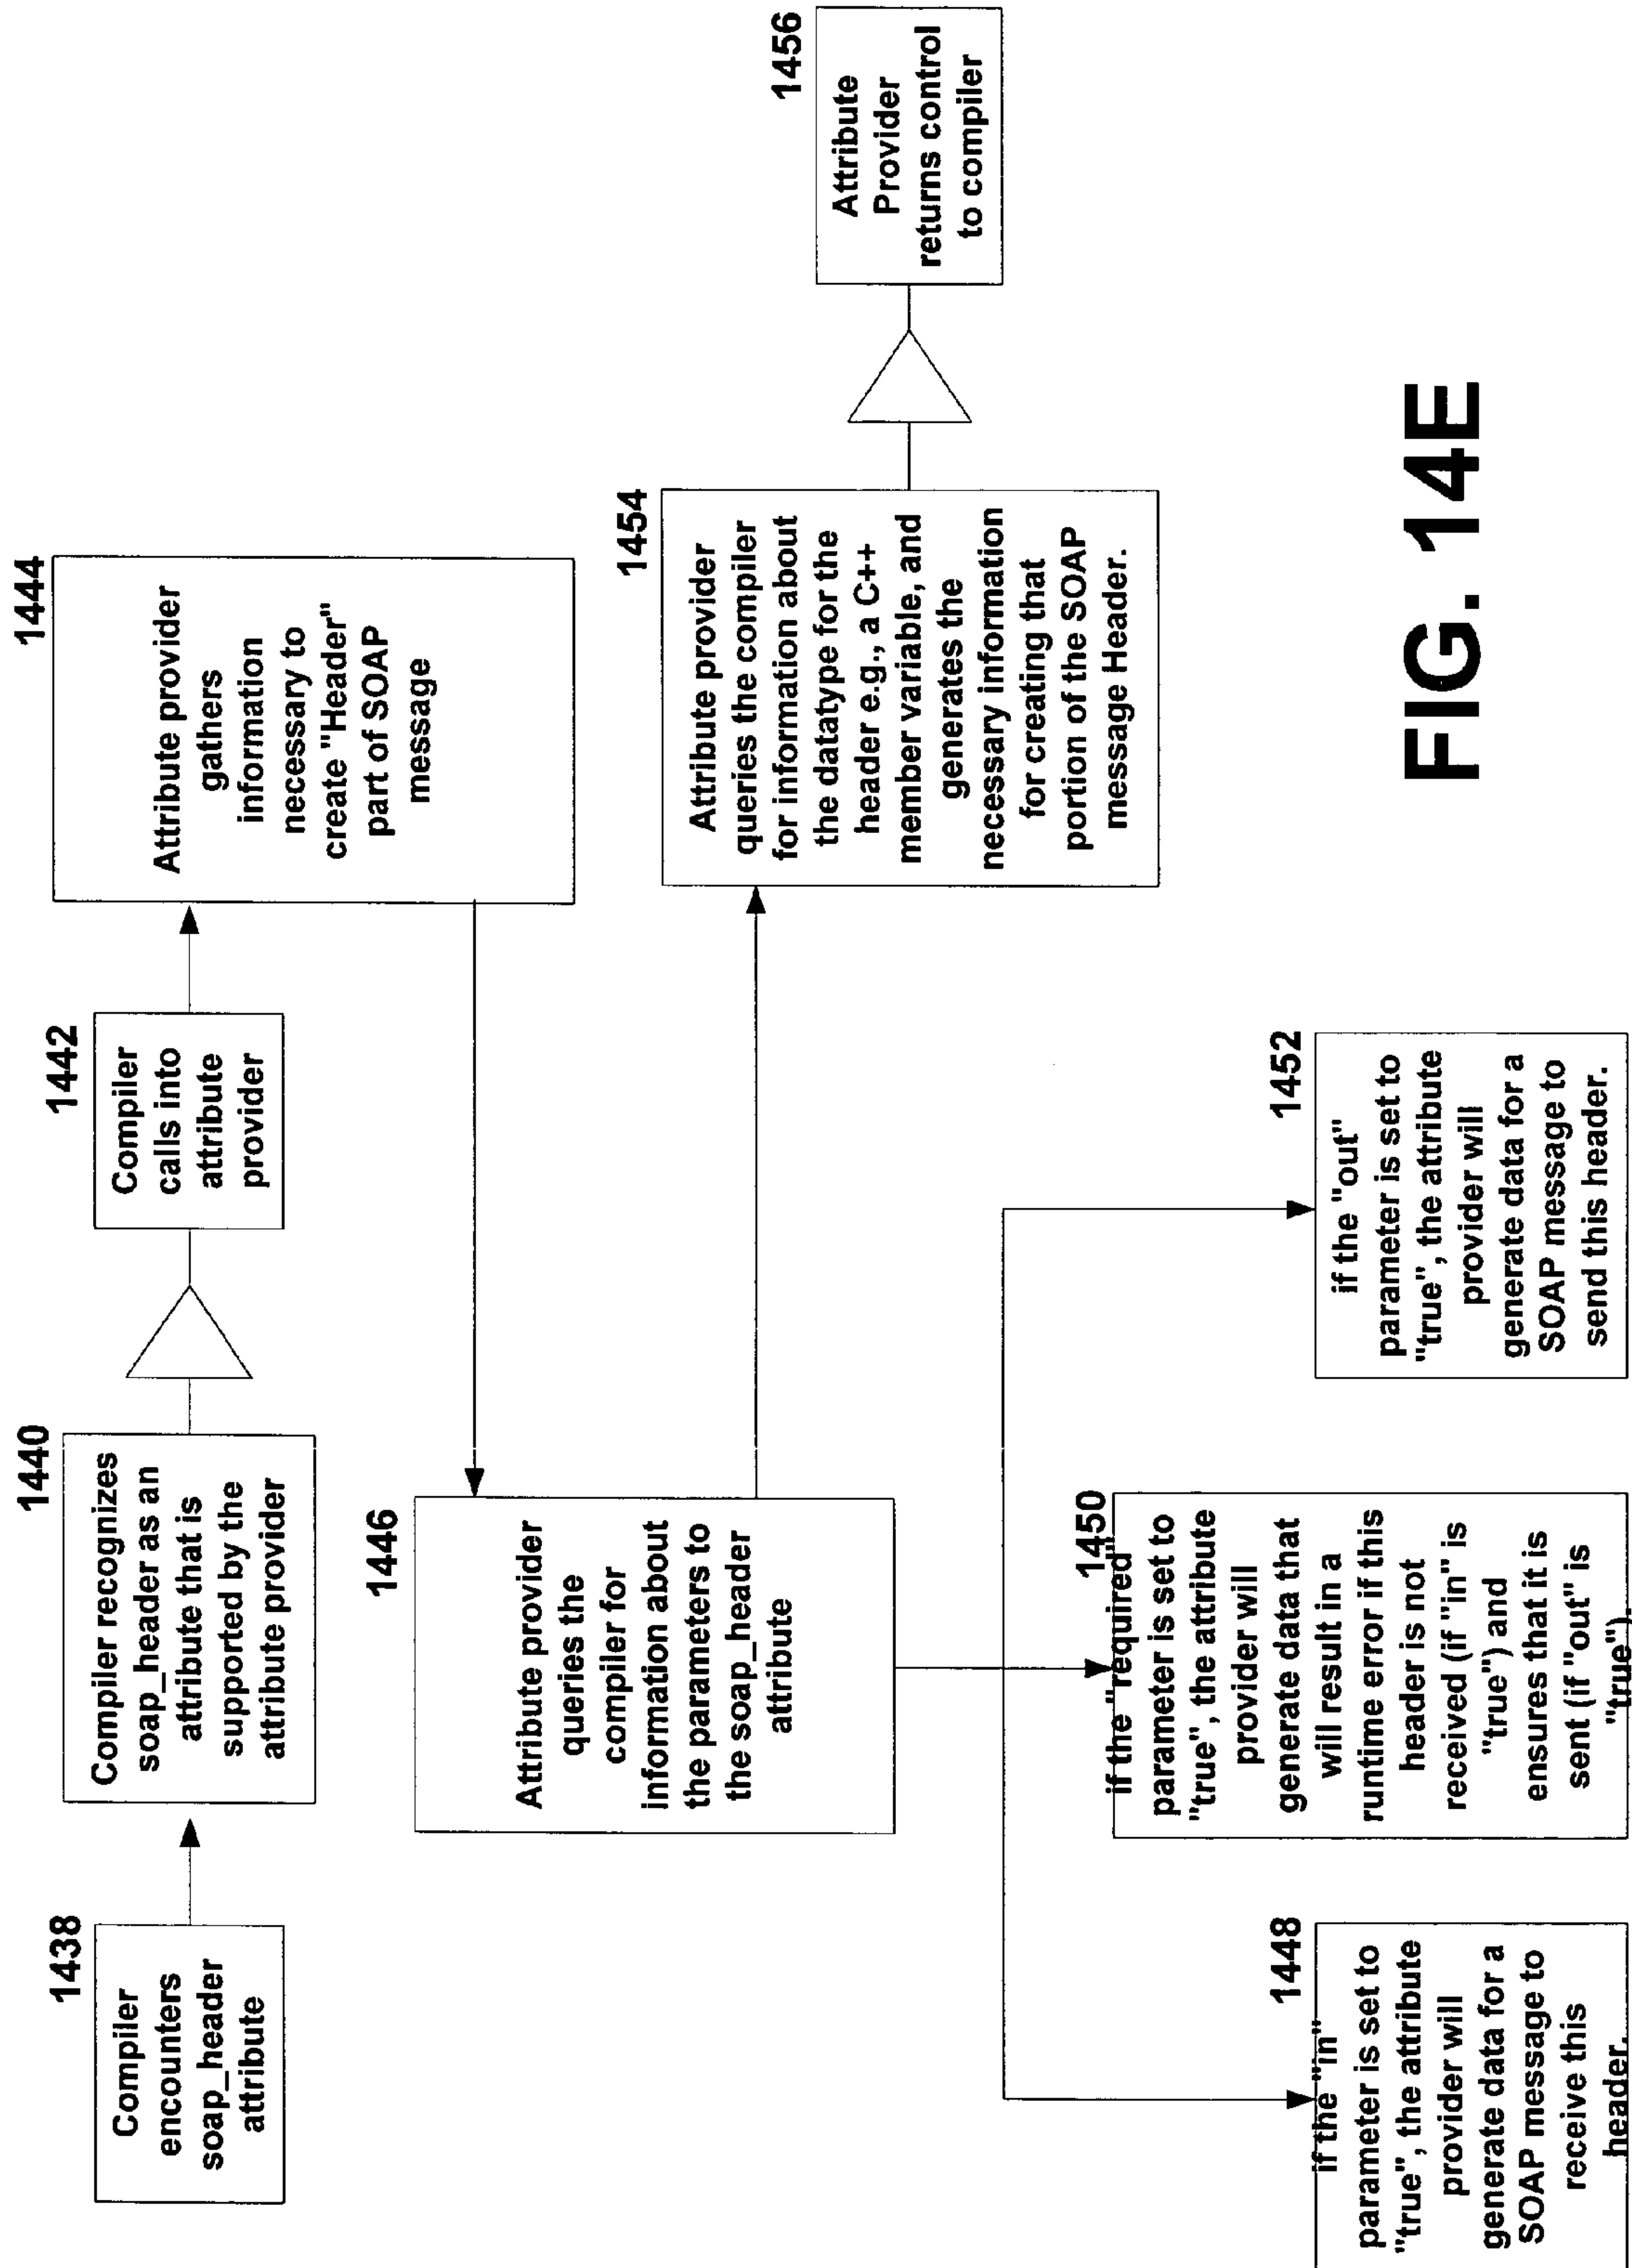 1438
Compiler
encounters
soap_header
attribute
1440
Compiler recognizes
soap_header as an
attribute that is
supported by the
attribute provider
1442
Compiler
calls into
attribute
provider
1444
Attribute provider
gathers
information
necessary to
create "Header"
part of SOAP
message
1446
Attribute provider
queries the
compiler for
information about
the parameters to
the soap_header
attribute
1448
if the "in"
parameter is set to
"true", the attribute
provider will
generate data for a
SOAP message to
receive this
header.
1450
if the "required"
parameter is set to
"true", the attribute
provider will
generate data that
will result in a
runtime error if this
header is not
received (if "in" is
"true") and
ensures that it is
sent (if "out" is
"true").
1452
if the "out"
parameter is set to
"true", the attribute
provider will
generate data for a
SOAP message to
send this header.
1454
Attribute provider
queries the compiler
for information about
the datatype for the
header e.g., a C++
member variable, and
generates the
necessary information
for creating that
portion of the SOAP
message Header.
1456
Attribute
Provider
returns control
to compiler
FIG. 14E